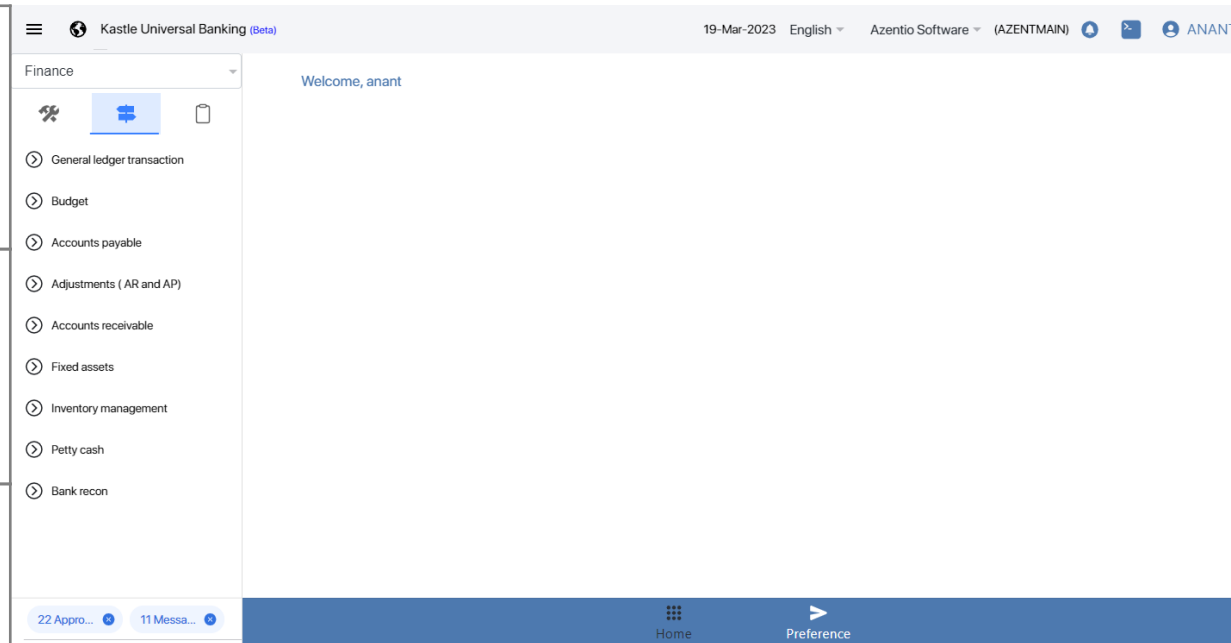 Kastle Universal Banking (Beta)
19-Mar-2023 English Azentio Software (AZENTMAIN) ANANT
Finance
Welcome, anant
General ledger transaction
Budget
Accounts payable
Adjustments ( AR and AP)
Accounts receivable
Fixed assets
Inventory management
Petty cash
Bank recon
22 Appro... 11 Messa...
Home
Preference